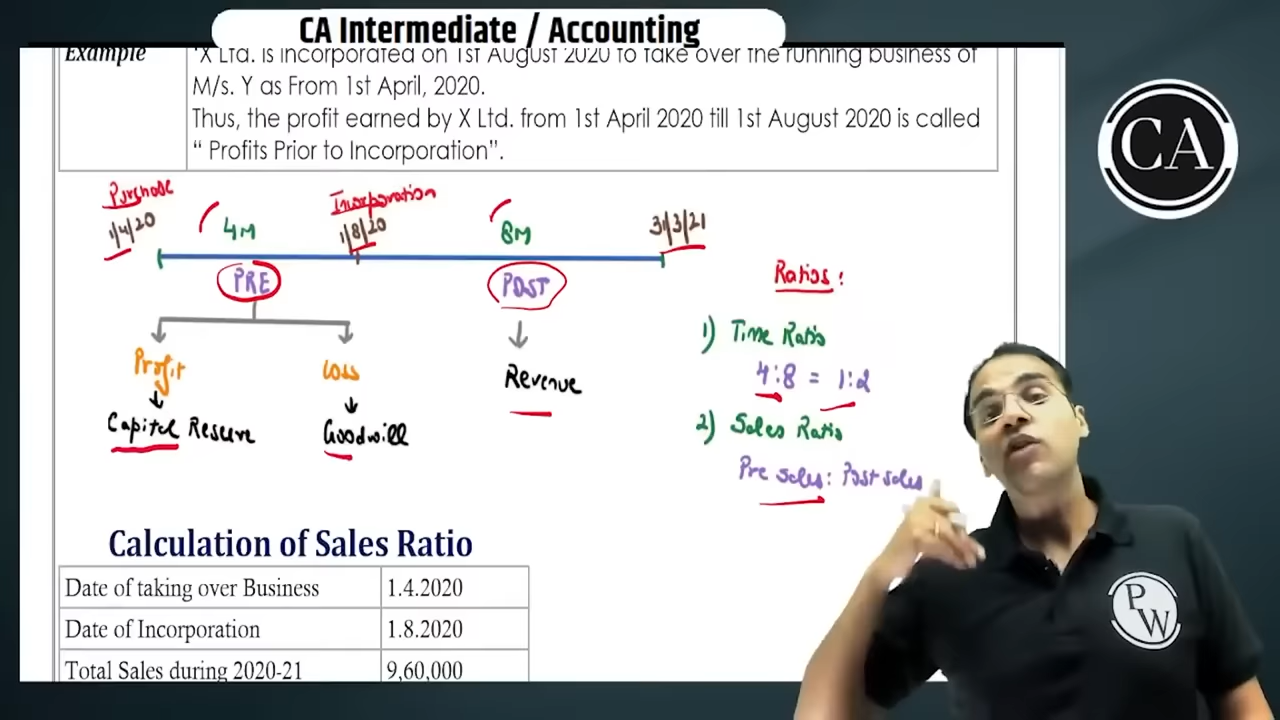 CA Intermediate / Accounting
Example
'X Ltd. is incorporated on 1st August 2020 to take over the running business of
M/s. Y as From 1st April, 2020.
Thus, the profit earned by X Ltd. from 1st April 2020 till 1st August 2020 is called
“ Profits Prior to Incorporation”.
CA
Purchase
Incorporation
1/4/20
4M
1/8/20
8M
31/3/21
PRE
POST
Ratios :
1) Time Ratio
Profit
Loss
Revenue
4:8 = 1:2
Capital Reserve
Goodwill
2) Sales Ratio
Pre sales : Post sales
Calculation of Sales Ratio
Date of taking over Business 1.4.2020
Date of Incorporation 1.8.2020
Total Sales during 2020-21 9,60,000
P
W